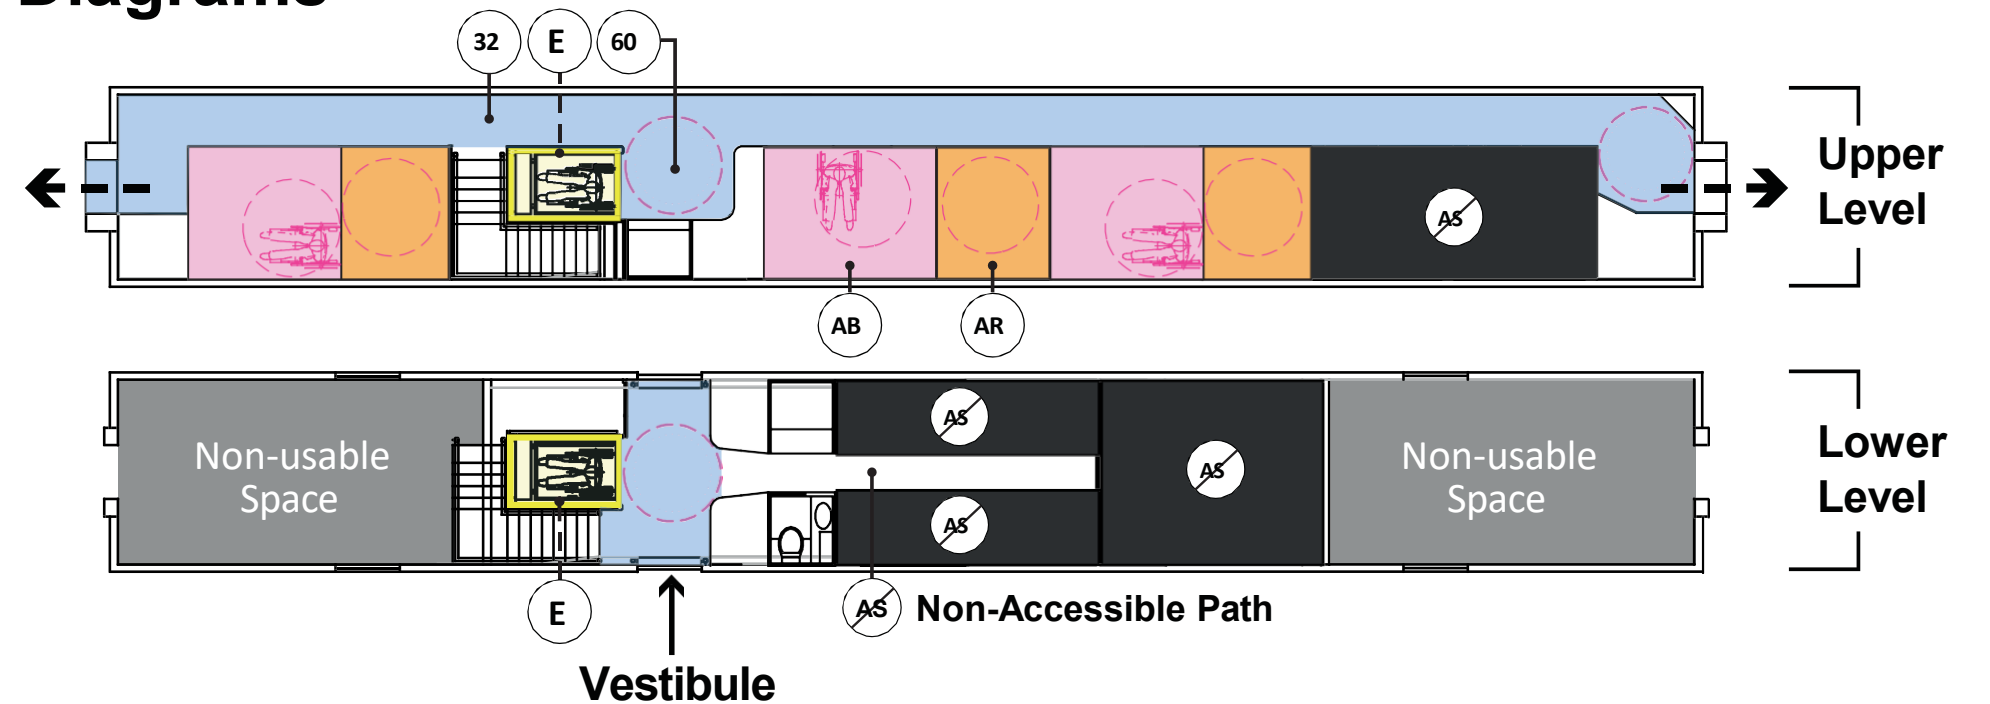 Diagrams
32 E 60
Upper
Level
AS
AB AR
Non-usable
Space
AS
AS
AS
Non-usable
Space
Lower
Level
E
AS Non-Accessible Path
Vestibule